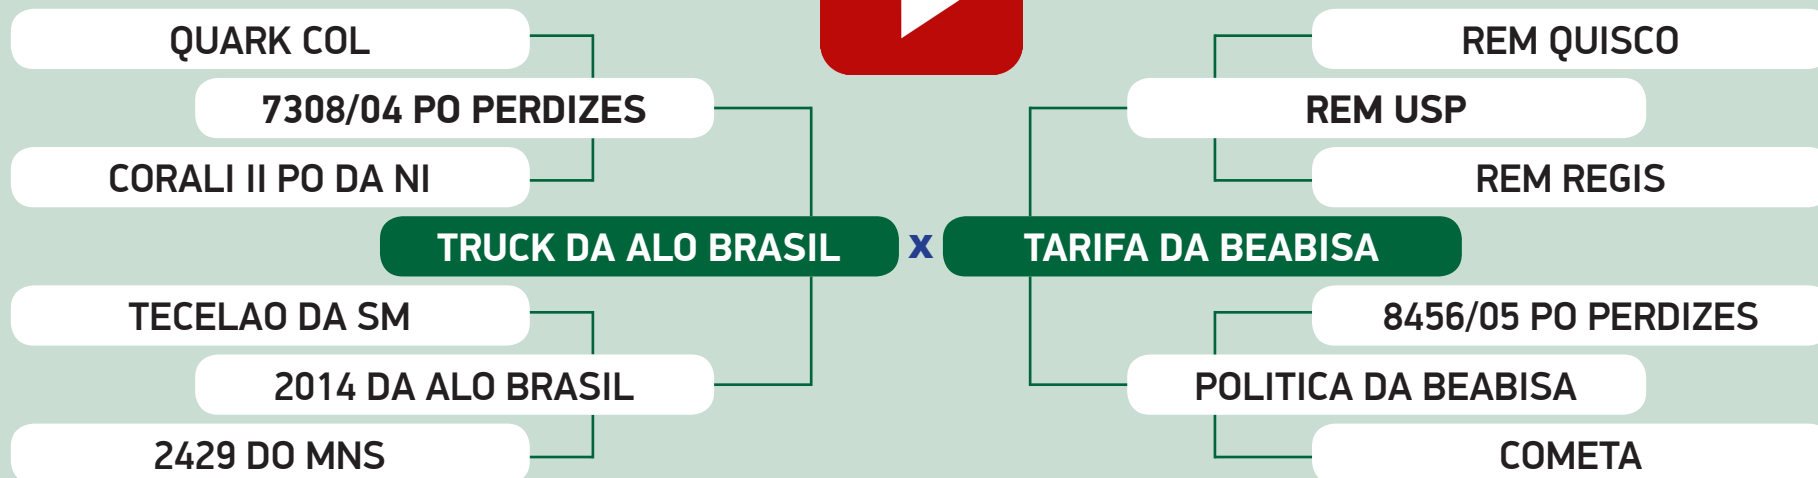 QUARK COL
REM QUISCO
7308/04 PO PERDIZES
REM USP
CORALI II PO DA NI
REM REGIS
TRUCK DA ALO BRASIL x TARIFA DA BEABISA
TECELAO DA SM
8456/05 PO PERDIZES
2014 DA ALO BRASIL
POLITICA DA BEABISA
2429 DO MNS
COMETA